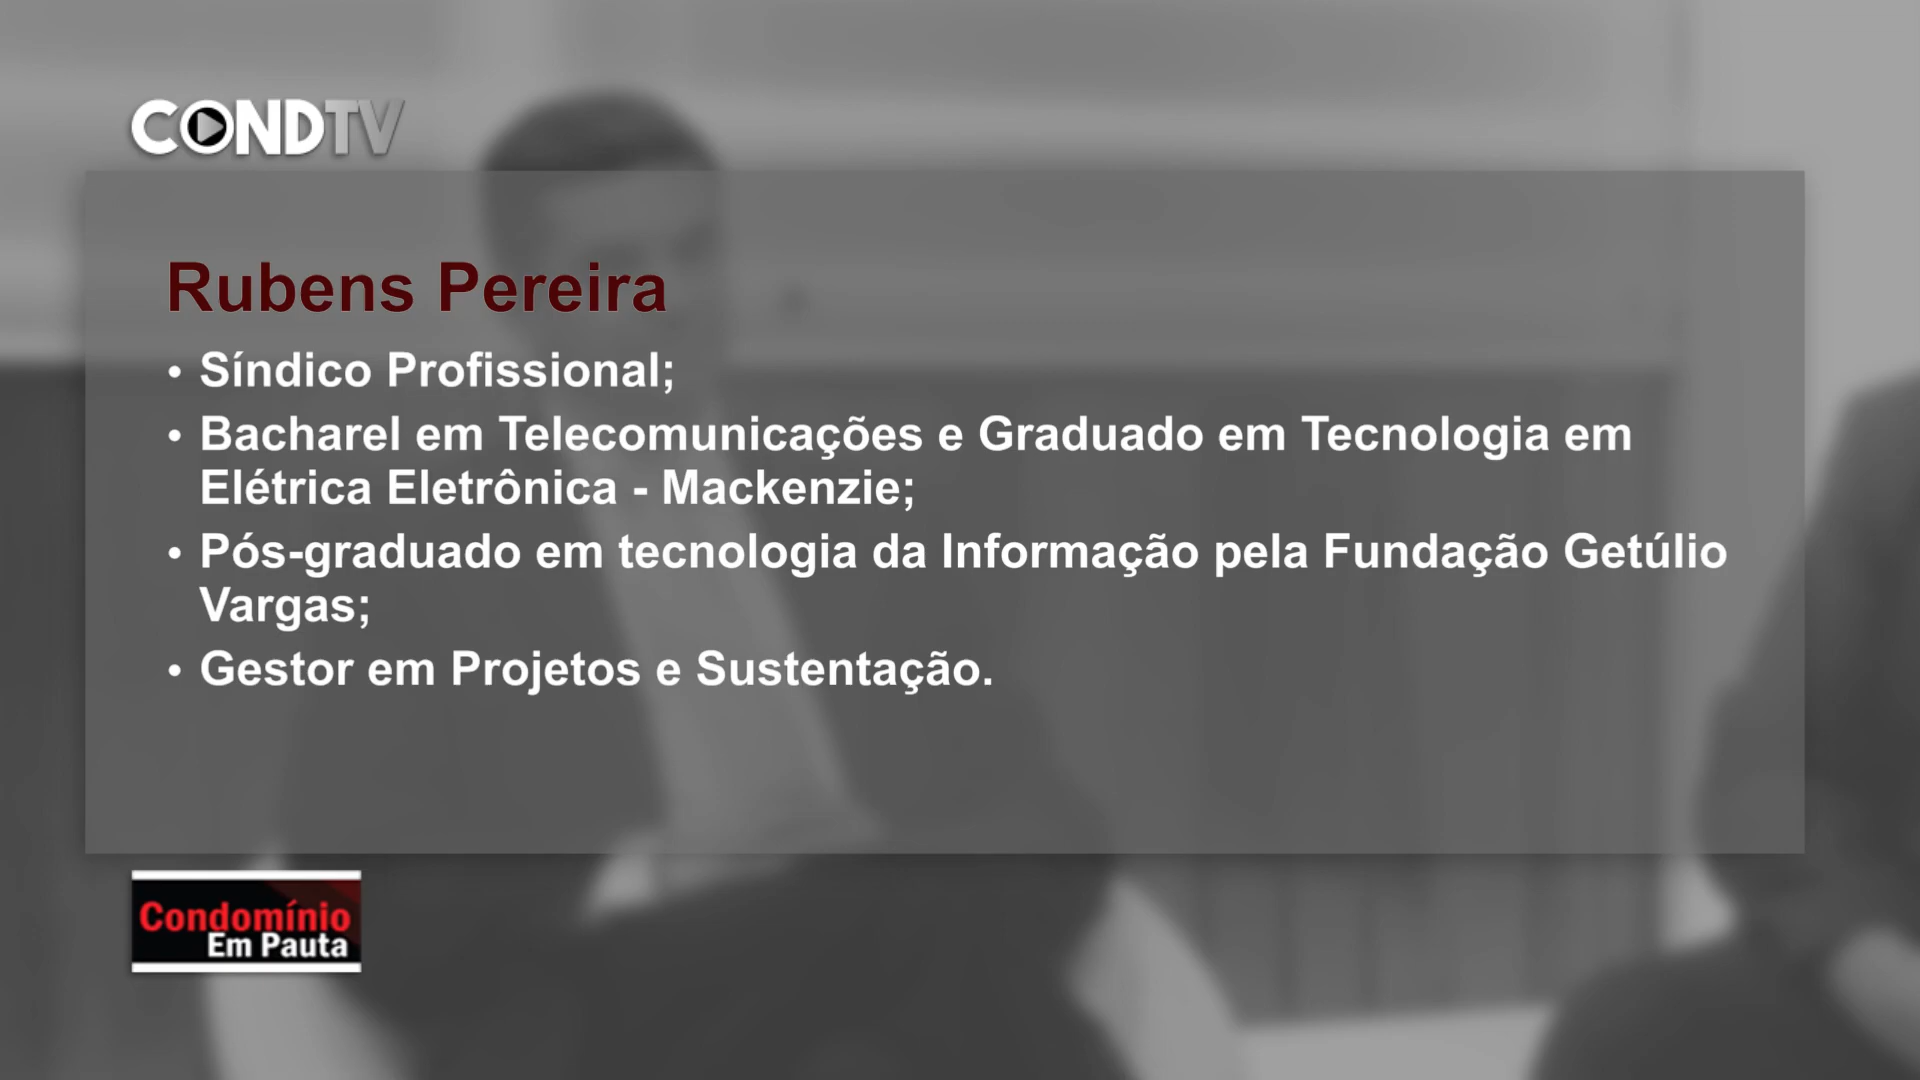 CONDTV
Rubens Pereira
• Síndico Profissional;
• Bacharel em Telecomunicações e Graduado em Tecnologia em
Elétrica Eletrônica - Mackenzie;
• Pós-graduado em tecnologia da Informação pela Fundação Getúlio
Vargas;
• Gestor em Projetos e Sustentação.
Condomínio
Em Pauta